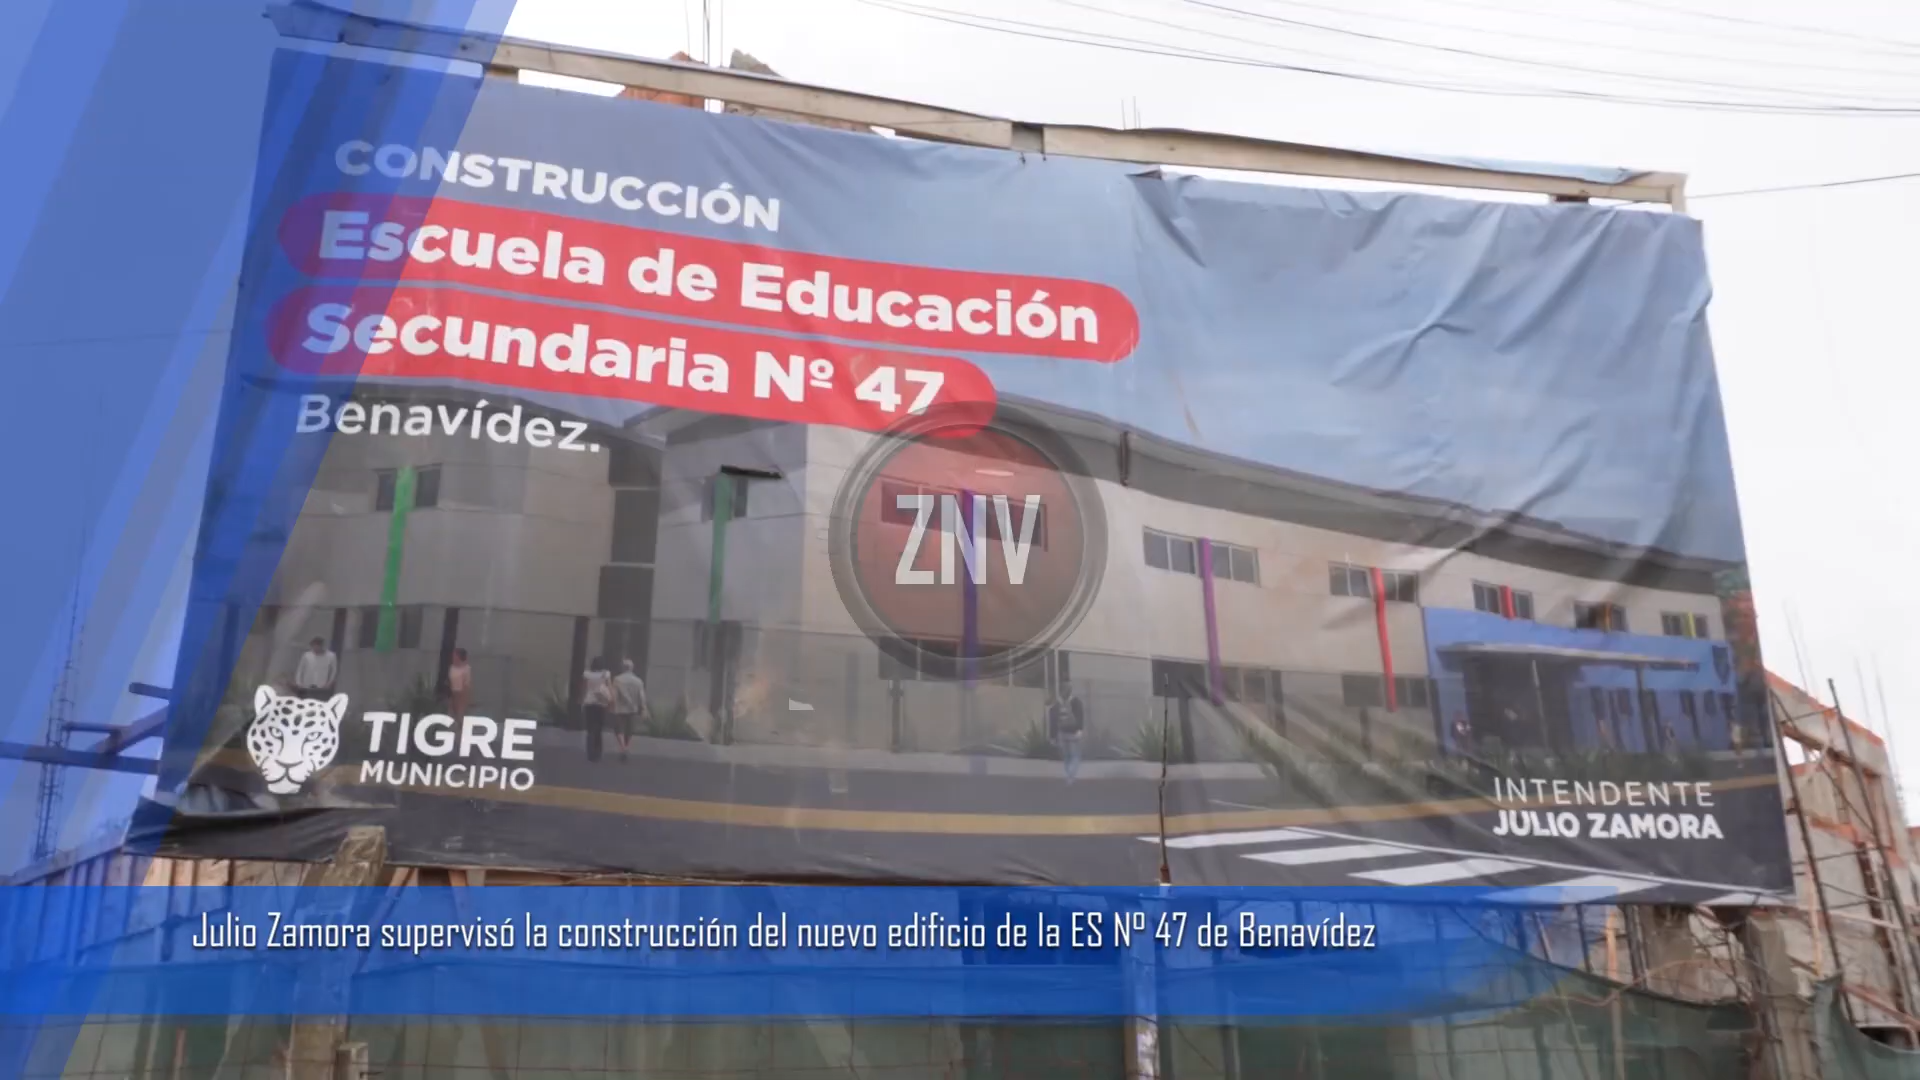 CONSTRUCCIÓN
Escuela de Educación
Secundaria Nº 47
Benavídez.
ZNV
TIGRE
MUNICIPIO
INTENDENTE
JULIO ZAMORA
Julio Zamora supervisó la construcción del nuevo edificio de la ES Nº 47 de Benavídez